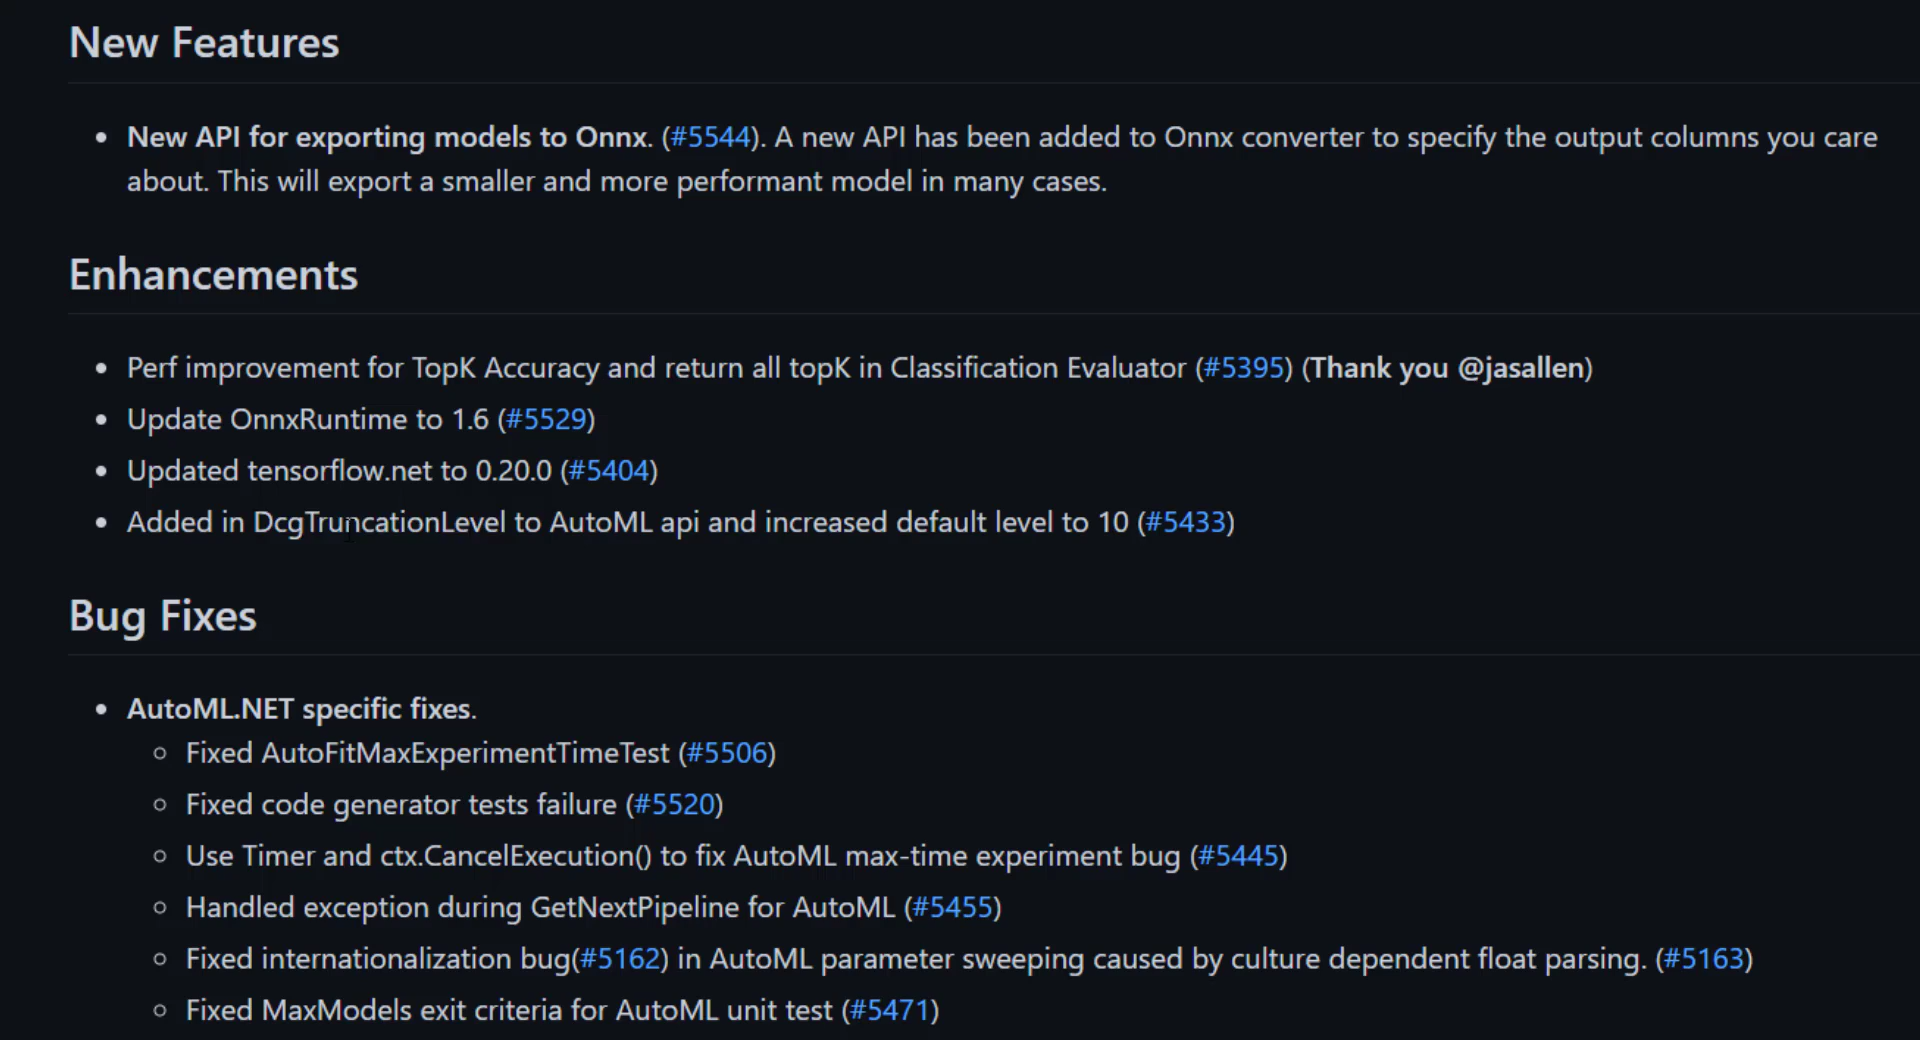 New Features
New API for exporting models to Onnx. (#5544). A new API has been added to Onnx converter to specify the output columns you care
about. This will export a smaller and more performant model in many cases.
Enhancements
Perf improvement for TopK Accuracy and return all topK in Classification Evaluator (#5395) (Thank you @jasallen)
Update OnnxRuntime to 1.6 (#5529)
Updated tensorflow.net to 0.20.0 (#5404)
Added in DcgTruncationLevel to AutoML api and increased default level to 10 (#5433)
Bug Fixes
AutoML.NET specific fixes.
Fixed AutoFitMaxExperimentTimeTest (#5506)
Fixed code generator tests failure (#5520)
Use Timer and ctx.CancelExecution() to fix AutoML max-time experiment bug (#5445)
Handled exception during GetNextPipeline for AutoML (#5455)
Fixed internationalization bug(#5162) in AutoML parameter sweeping caused by culture dependent float parsing. (#5163)
Fixed MaxModels exit criteria for AutoML unit test (#5471)